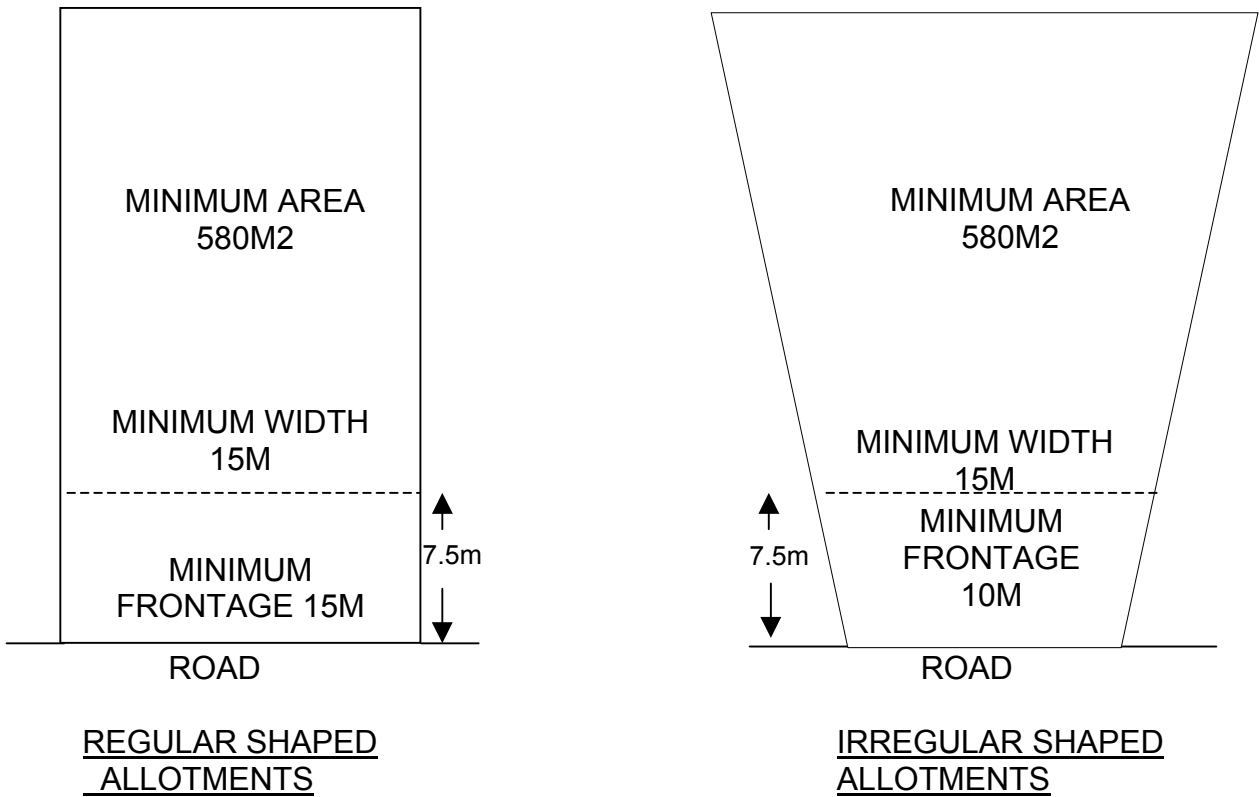 MINIMUM AREA
580M2
MINIMUM WIDTH
15M
7.5m
MINIMUM
FRONTAGE 15M
ROAD
REGULAR SHAPED
ALLOTMENTS
MINIMUM AREA
580M2
MINIMUM WIDTH
15M
7.5m
MINIMUM
FRONTAGE
10M
ROAD
IRREGULAR SHAPED
ALLOTMENTS